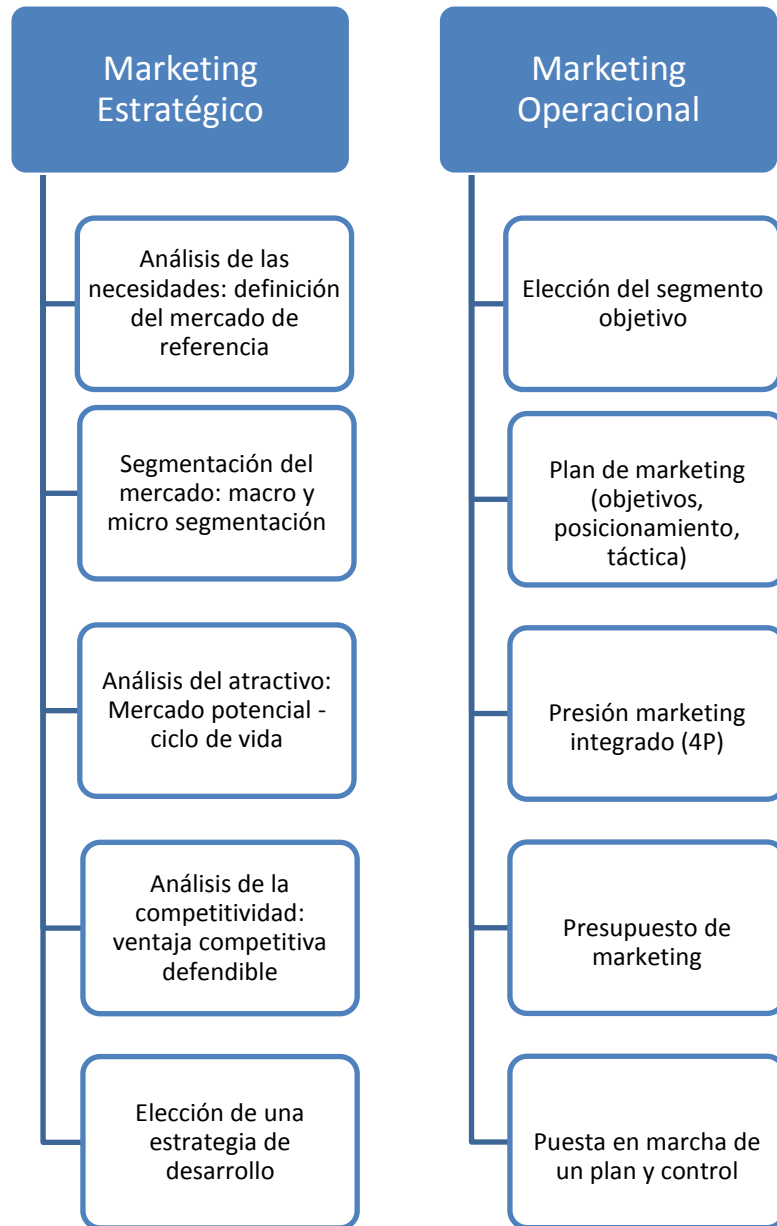 Marketing
Estratégico
Análisis de las
necesidades: definición
del mercado de
referencia
Segmentación del
mercado: macro y
micro segmentación
Análisis del atractivo:
Mercado potencial -
ciclo de vida
Análisis de la
competitividad:
ventaja competitiva
defendible
Elección de una
estrategia de
desarrollo
Marketing
Operacional
Elección del segmento
objetivo
Plan de marketing
(objetivos,
posicionamiento,
táctica)
Presión marketing
integrado (4P)
Presupuesto de
marketing
Puesta en marcha de
un plan y control